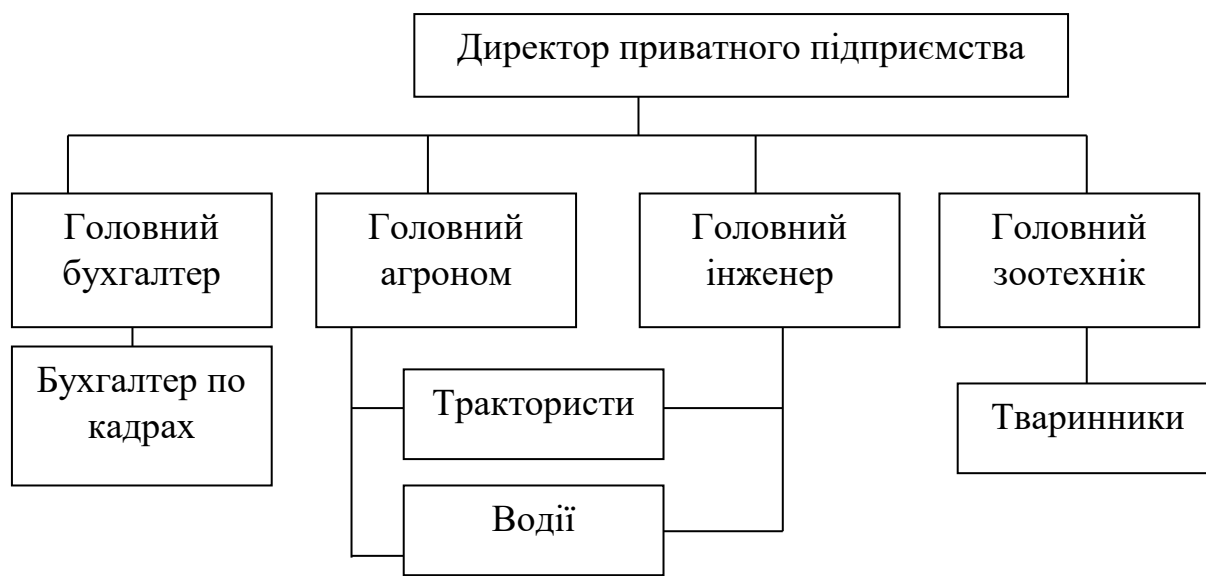 Директор приватного підприємства
Головний
бухгалтер
Головний
агроном
Головний
інженер
Головний
зоотехнік
Бухгалтер по
кадрах
Трактористи
Тваринники
Водії